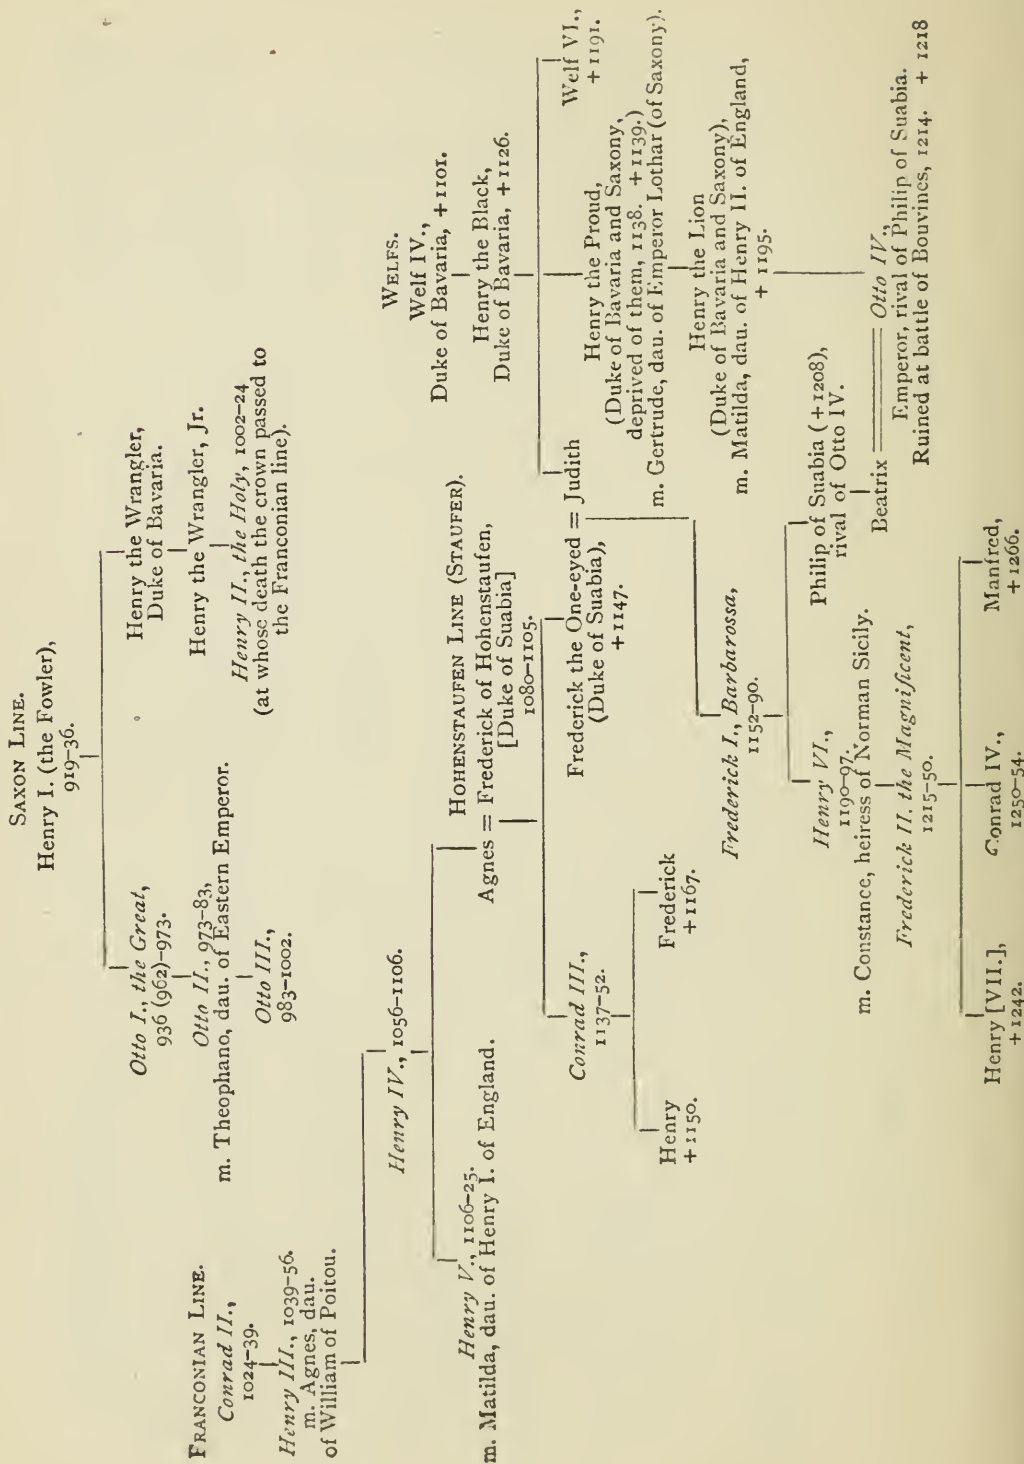 SAXON LINE.
Henry I. (the Fowler),
919–36.
Otto I., the Great,
936 (962)–973.
Otto II., 973–83,
m. Theophano, dau. of Eastern Emperor.
Otto III.,
983–1002.
Henry the Wrangler,
Duke of Bavaria.
Henry the Wrangler, Jr.
Henry II., the Holy, 1002–24
(at whose death the crown passed to
the Franconian line).
FRANCONIAN LINE.
Conrad II.,
1024–39.
Henry III., 1039–56.
m. Agnes, dau.
of William of Poitou.
Henry IV., 1056–1106.
Henry V., 1106–25.
m. Matilda, dau. of Henry I. of England.
HOHENSTAUFEN LINE (STAUFER).
Agnes = Frederick of Hohenstaufen,
[Duke of Suabia]
1080–1105.
Conrad III.,
1137–52.
Henry
+1150.
Frederick
+1167.
Frederick the One-eyed = Judith
(Duke of Suabia),
+1147.
WELFS.
Welf IV.,
Duke of Bavaria, +1101.
Henry the Black,
Duke of Bavaria, +1126.
Henry the Proud,
(Duke of Bavaria and Saxony,
deprived of them, 1138. +1139.)
m. Gertrude, dau. of Emperor Lothar (of Saxony).
Welf VI.,
+1191.
Henry the Lion
(Duke of Bavaria and Saxony),
m. Matilda, dau. of Henry II. of England,
+1195.
Frederick I., Barbarossa,
1152–90.
Henry VI.,
1190–97.
m. Constance, heiress of Norman Sicily.
Philip of Suabia (+1208),
rival of Otto IV.
Beatrix = Otto IV.,
Emperor, rival of Philip of Suabia.
Ruined at battle of Bouvines, 1214. +1218
Frederick II. the Magnificent,
1215–50.
Henry [VII.],
+1242.
Conrad IV.,
1250–54.
Manfred,
+1266.